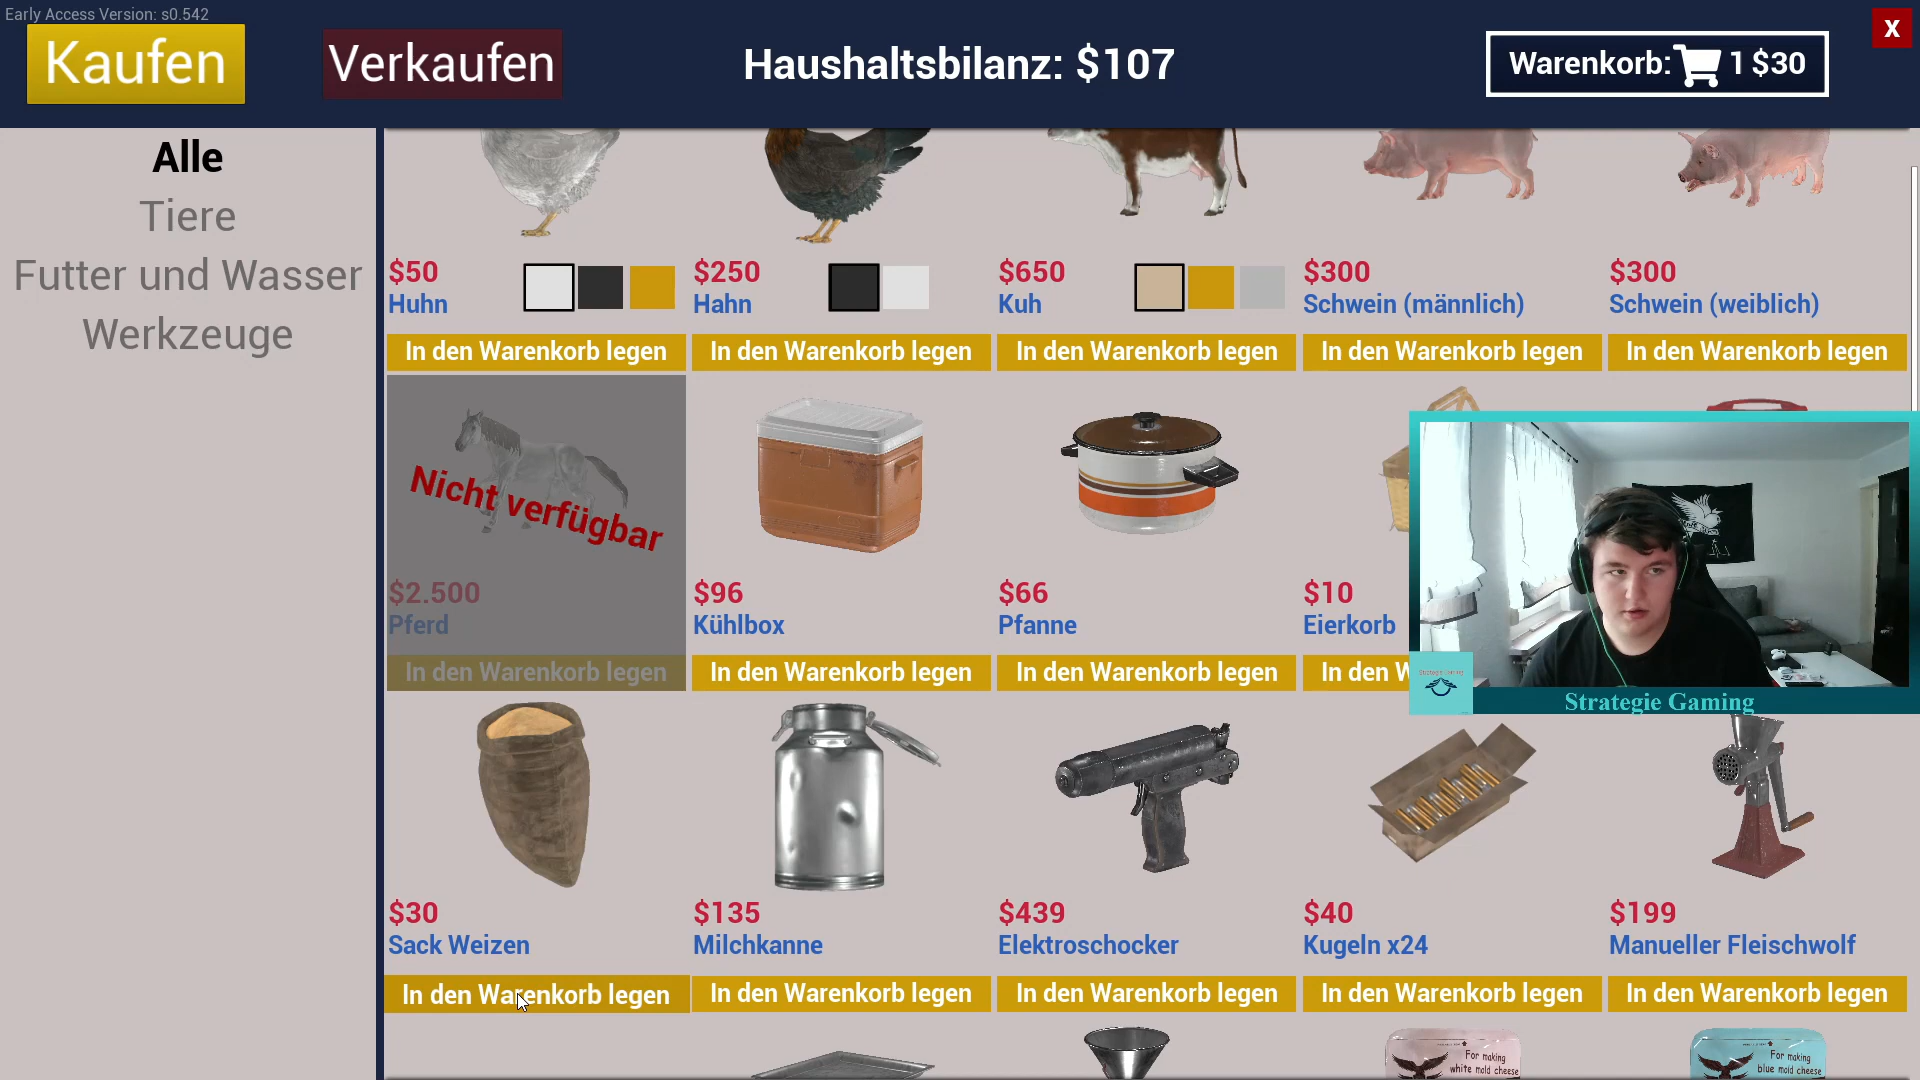 Early Access Version: s0.542
Kaufen
Verkaufen
Haushaltsbilanz: $107
Warenkorb: 1 $30
X
Alle
Tiere
Futter und Wasser
Werkzeuge
$50
Huhn
In den Warenkorb legen
$250
Hahn
In den Warenkorb legen
$650
Kuh
In den Warenkorb legen
$300
Schwein (männlich)
In den Warenkorb legen
$300
Schwein (weiblich)
In den Warenkorb legen
Nicht verfügbar
$2.500
Pferd
In den Warenkorb legen
$96
Kühlbox
In den Warenkorb legen
$66
Pfanne
In den Warenkorb legen
$10
Eierkorb
In den W
Strategie Gaming
Strategie Gaming
$30
Sack Weizen
In den Warenkorb legen
$135
Milchkanne
In den Warenkorb legen
$439
Elektroschocker
In den Warenkorb legen
$40
Kugeln x24
In den Warenkorb legen
$199
Manueller Fleischwolf
In den Warenkorb legen
For making
white mold cheese
For making
blue mold cheese